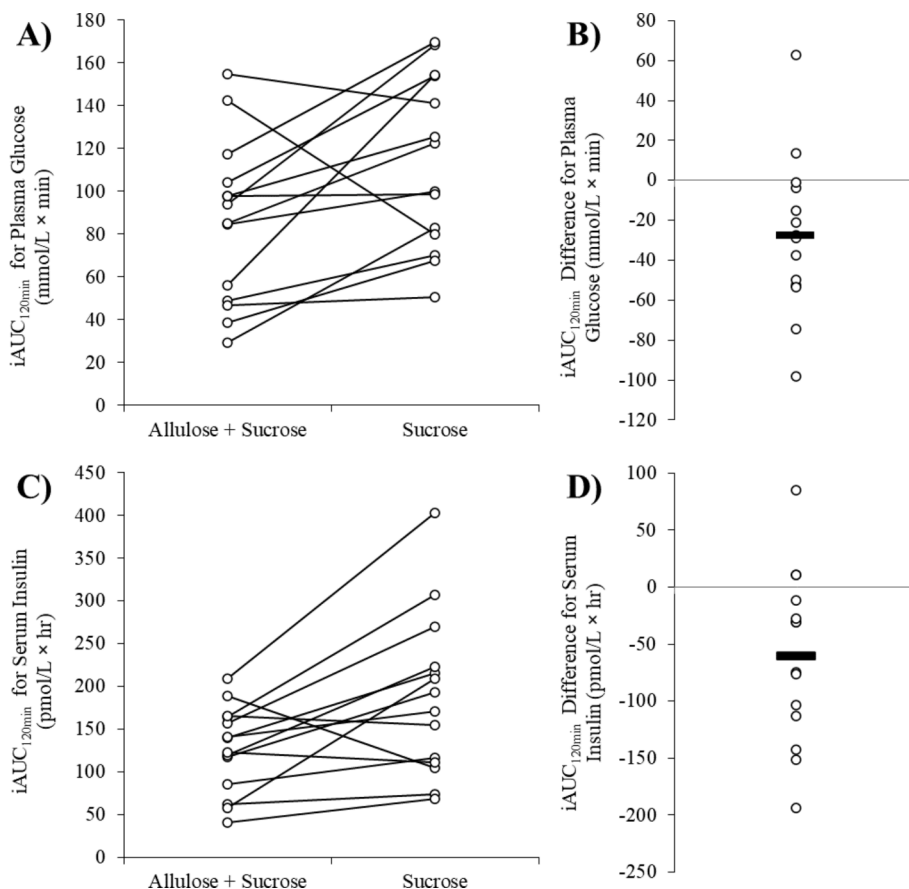 A)
iAUC120min for Plasma Glucose
(mmol/L × min)
180
160
140
120
100
80
60
40
20
0
Allulose + Sucrose
Sucrose
B)
iAUC120min Difference for Plasma
Glucose (mmol/L × min)
80
60
40
20
0
-20
-40
-60
-80
-100
-120
C)
iAUC120min for Serum Insulin
(pmol/L × hr)
450
400
350
300
250
200
150
100
50
0
Allulose + Sucrose
Sucrose
D)
iAUC120min Difference for Serum
Insulin (pmol/L × hr)
100
50
0
-50
-100
-150
-200
-250